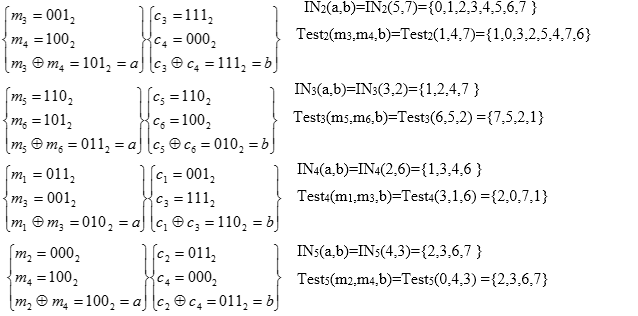 m₃ = 001₂ c₃ = 111₂ IN₂(a,b)=IN₂(5,7)={0,1,2,3,4,5,6,7 }
m₄ = 100₂ c₄ = 000₂ Test₂(m₃,m₄,b)=Test₂(1,4,7)={1,0,3,2,5,4,7,6}
m₃ ⊕ m₄ = 101₂ = a c₃ ⊕ c₄ = 111₂ = b
m₅ = 110₂ c₅ = 110₂ IN₃(a,b)=IN₃(3,2)={1,2,4,7 }
m₆ = 101₂ c₆ = 100₂ Test₃(m₅,m₆,b)=Test₃(6,5,2) ={7,5,2,1}
m₅ ⊕ m₆ = 011₂ = a c₅ ⊕ c₆ = 010₂ = b
m₁ = 011₂ c₁ = 001₂ IN₄(a,b)=IN₄(2,6)={1,3,4,6 }
m₃ = 001₂ c₃ = 111₂ Test₄(m₁,m₃,b)=Test₄(3,1,6) ={2,0,7,1}
m₁ ⊕ m₃ = 010₂ = a c₁ ⊕ c₃ = 110₂ = b
m₂ = 000₂ c₂ = 011₂ IN₅(a,b)=IN₅(4,3)={2,3,6,7 }
m₄ = 100₂ c₄ = 000₂ Test₅(m₂,m₄,b)=Test₅(0,4,3) ={2,3,6,7}
m₂ ⊕ m₄ = 100₂ = a c₂ ⊕ c₄ = 011₂ = b